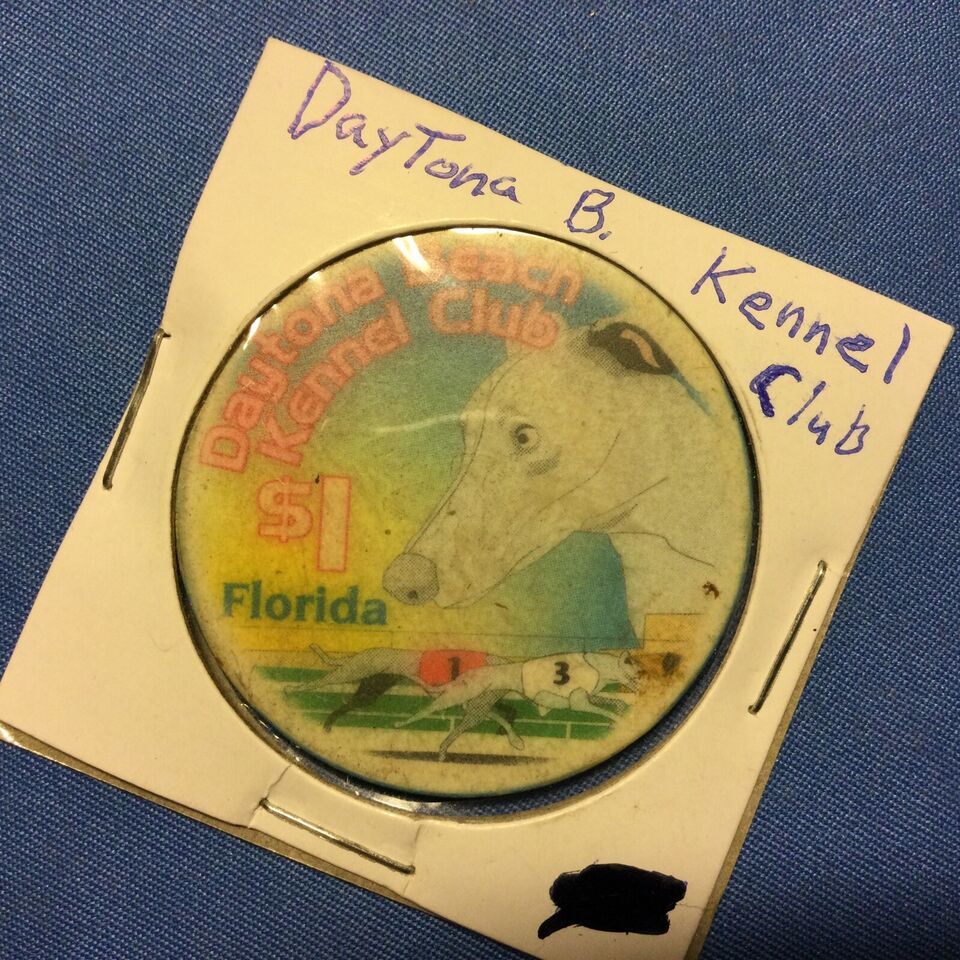 DayTona B. Kennel
Club
Daytona Beach
Kennel Club
$1
Florida
1
3